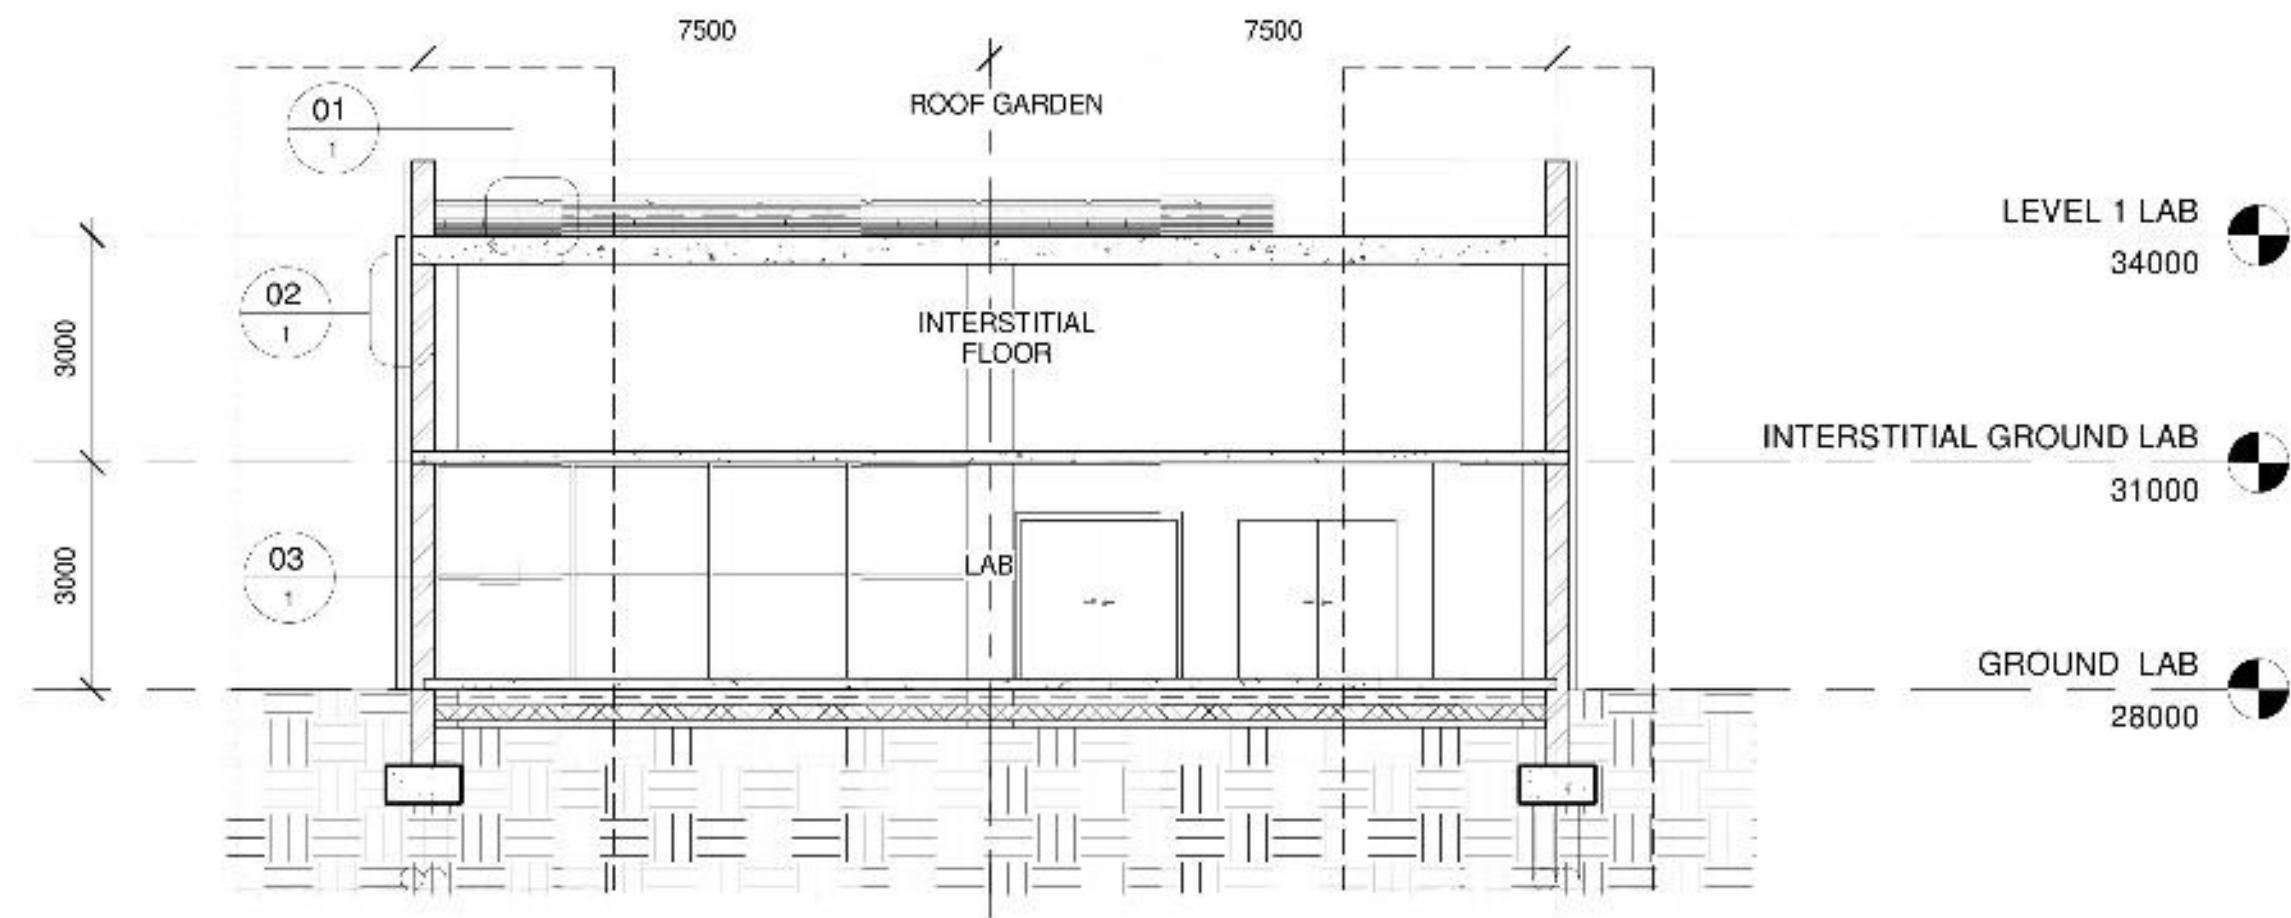 7500
7500
ROOF GARDEN
01
1
LEVEL 1 LAB
34000
02
1
3000
INTERSTITIAL
FLOOR
INTERSTITIAL GROUND LAB
31000
03
1
3000
LAB
GROUND LAB
28000